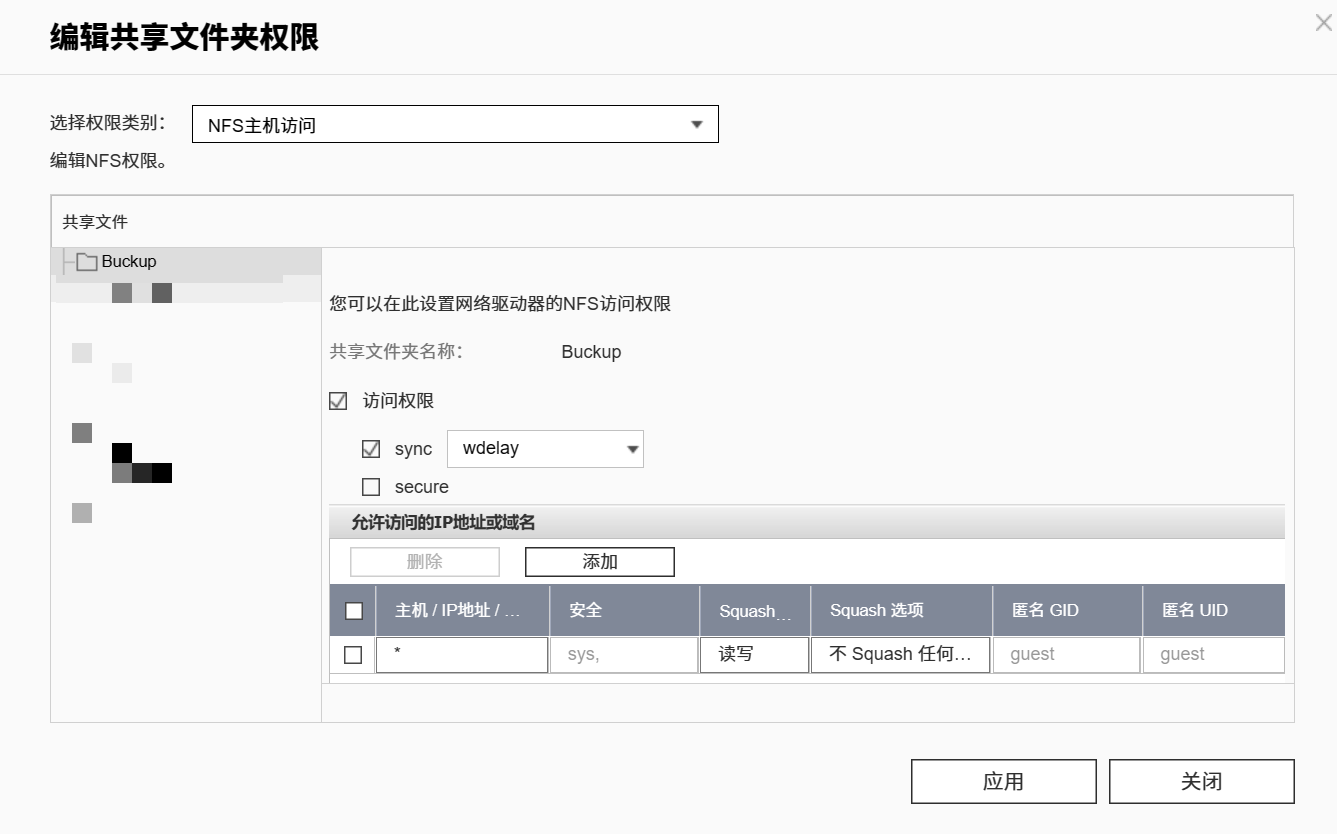 编辑共享文件夹权限
选择权限类别：
NFS主机访问
编辑NFS权限。
共享文件
Buckup
您可以在此设置网络驱动器的NFS访问权限
共享文件夹名称：
Buckup
访问权限
sync
wdelay
secure
允许访问的IP地址或域名
删除
添加
主机 / IP地址 / …
安全
Squash...
Squash 选项
匿名 GID
匿名 UID
*
sys,
读写
不 Squash 任何…
guest
guest
应用
关闭